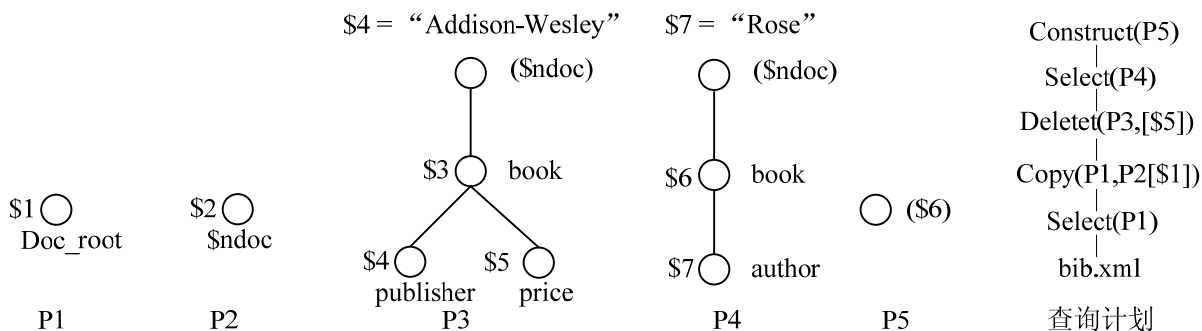 $4 = “Addison-Wesley”
($ndoc)
$3 book
$4
publisher
$5
price
$7 = “Rose”
($ndoc)
$6 book
$7 author
$1
Doc_root
$2
$ndoc
($6)
Construct(P5)
Select(P4)
Deletet(P3,[$5])
Copy(P1,P2[$1])
Select(P1)
bib.xml
P1 P2 P3 P4 P5 查询计划